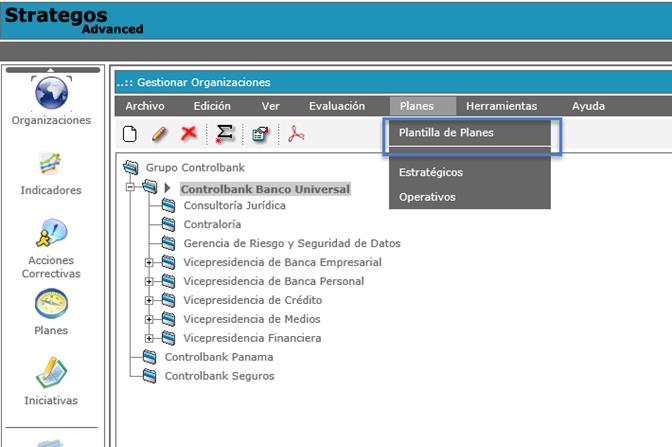 Strategos
Advanced
..:: Gestionar Organizaciones
Archivo Edición Ver Evaluación Planes Herramientas Ayuda
Plantilla de Planes
Estratégicos
Operativos
Organizaciones
Indicadores
Acciones
Correctivas
Planes
Iniciativas
Grupo Controlbank
Controlbank Banco Universal
Consultoría Jurídica
Contraloría
Gerencia de Riesgo y Seguridad de Datos
Vicepresidencia de Banca Empresarial
Vicepresidencia de Banca Personal
Vicepresidencia de Crédito
Vicepresidencia de Medios
Vicepresidencia Financiera
Controlbank Panama
Controlbank Seguros